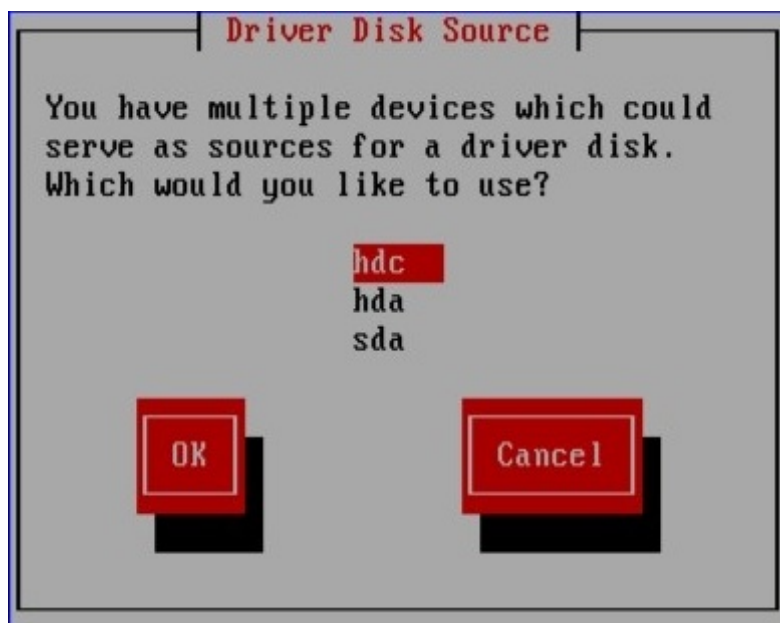 Driver Disk Source
You have multiple devices which could
serve as sources for a driver disk.
Which would you like to use?
hdc
hda
sda
OK
Cancel